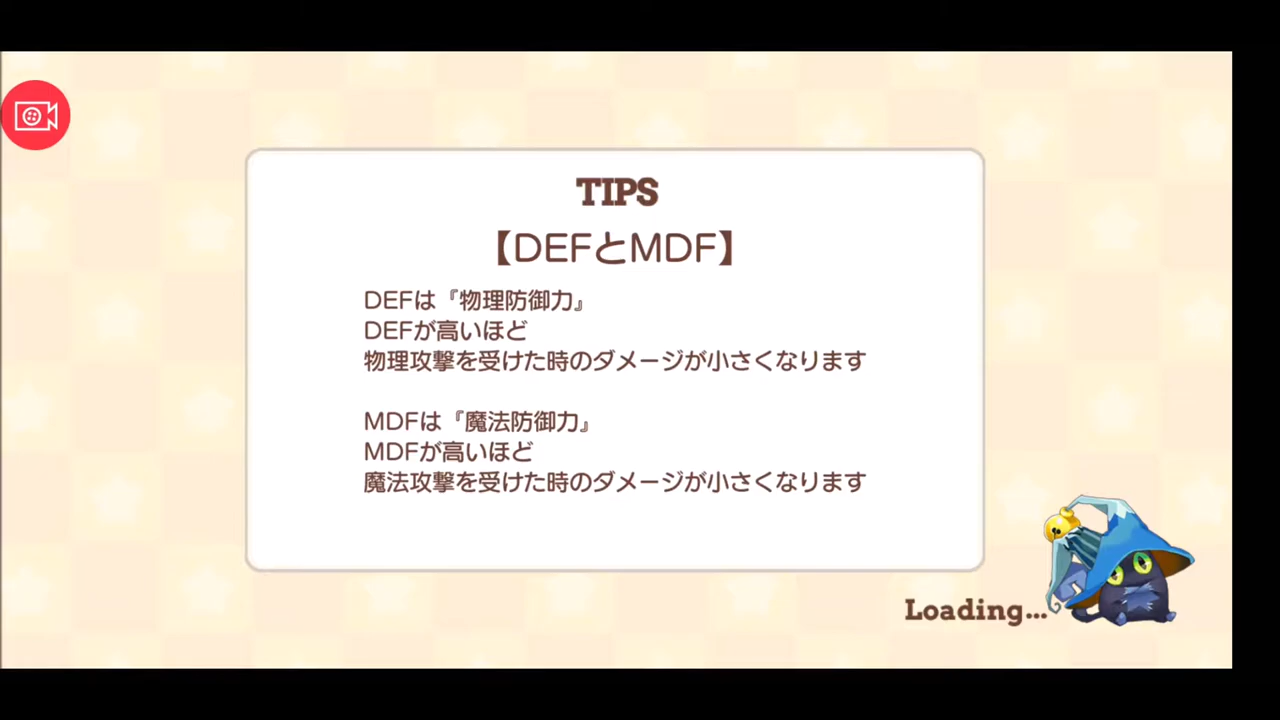 TIPS
【DEFとMDF】
DEFは『物理防御力』
DEFが高いほど
物理攻撃を受けた時のダメージが小さくなります
MDFは『魔法防御力』
MDFが高いほど
魔法攻撃を受けた時のダメージが小さくなります
Loading...